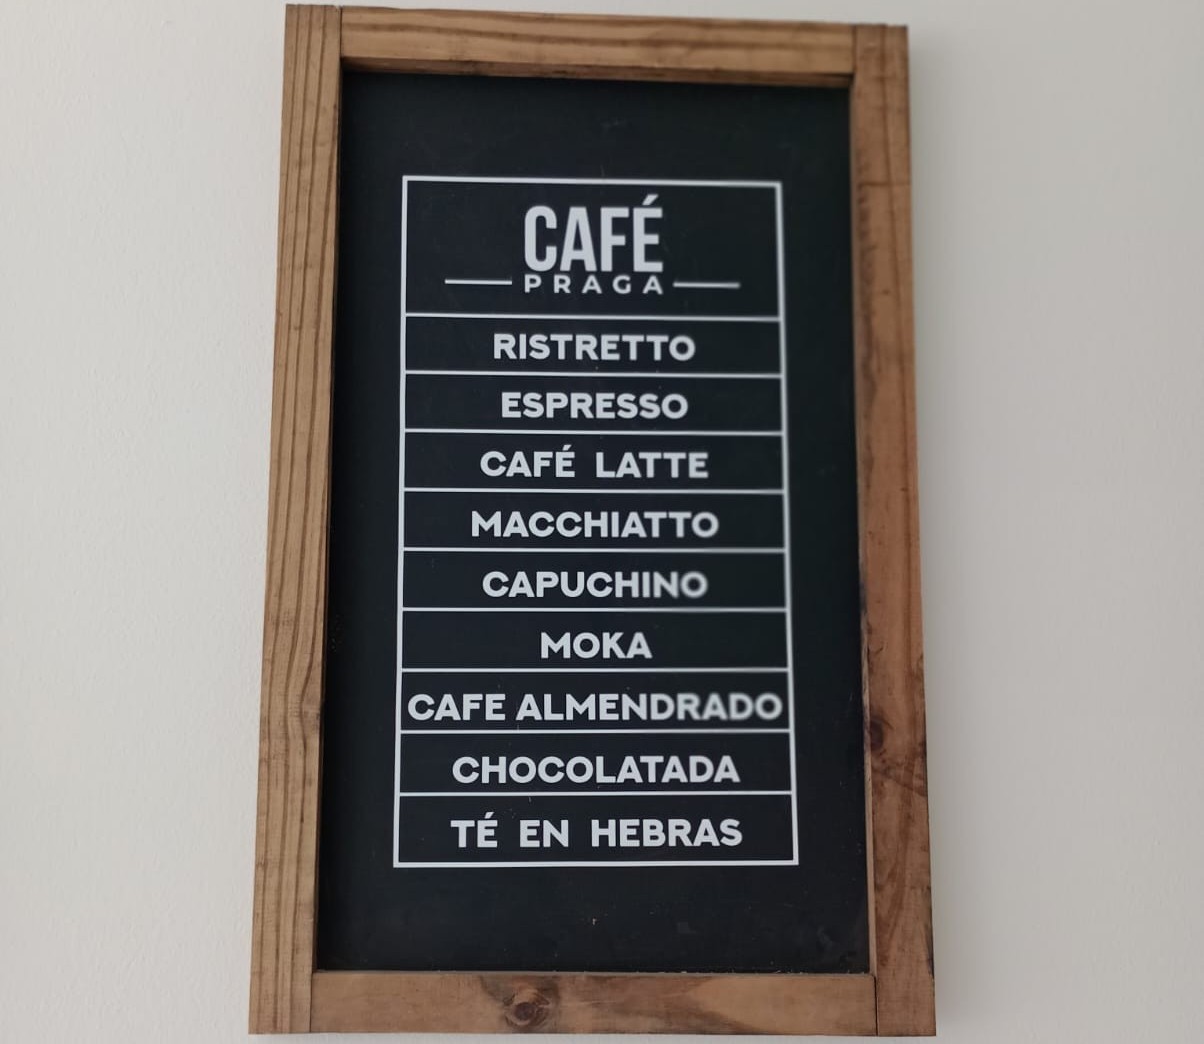 CAFÉ
PRAGA
RISTRETTO
ESPRESSO
CAFÉ LATTE
MACCHIATTO
CAPUCHINO
MOKA
CAFE ALMENDRADO
CHOCOLATADA
TÉ EN HEBRAS